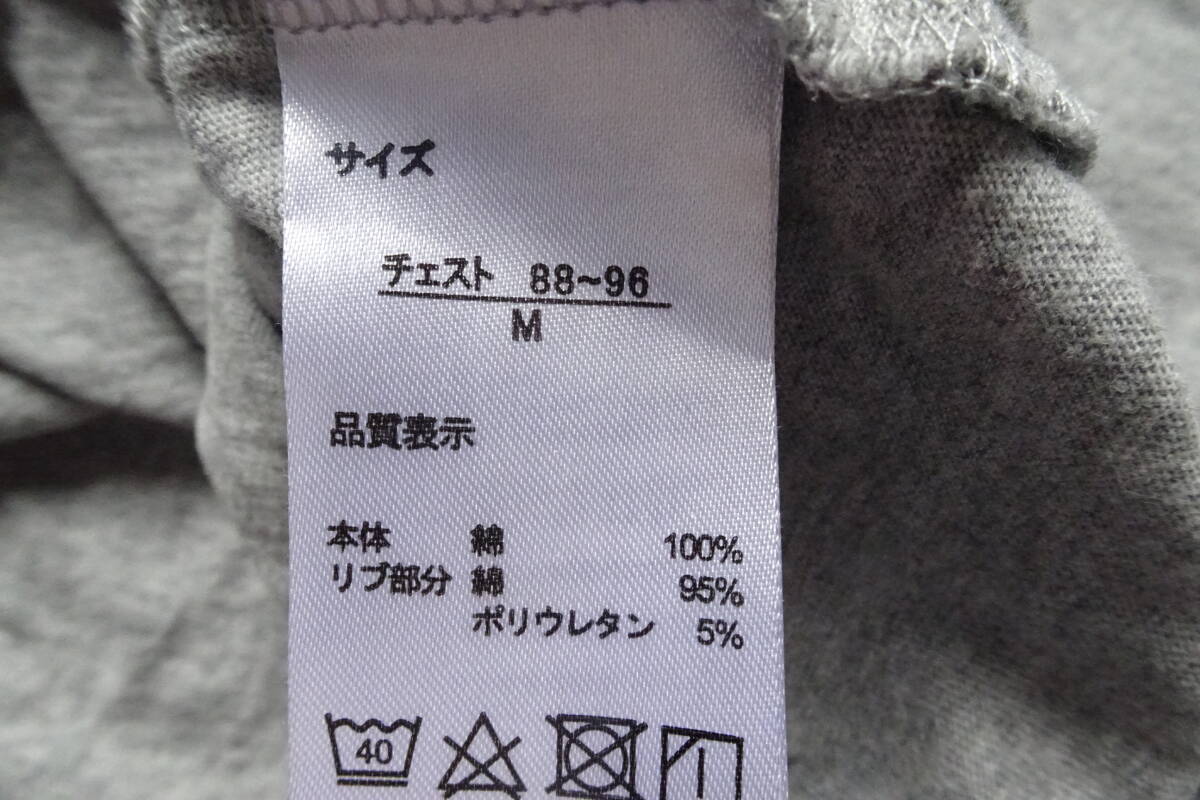 サイズ
チェスト 88~96
M
品質表示
本体 綿 100%
リブ部分 綿 95%
ポリウレタン 5%
40